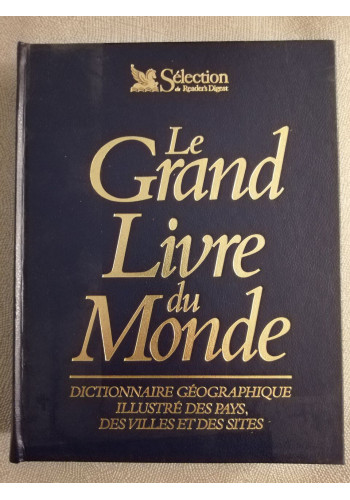 Sélection
du Reader's Digest
Le
Grand
Livre
du
Monde
DICTIONNAIRE GÉOGRAPHIQUE
ILLUSTRÉ DES PAYS,
DES VILLES ET DES SITES